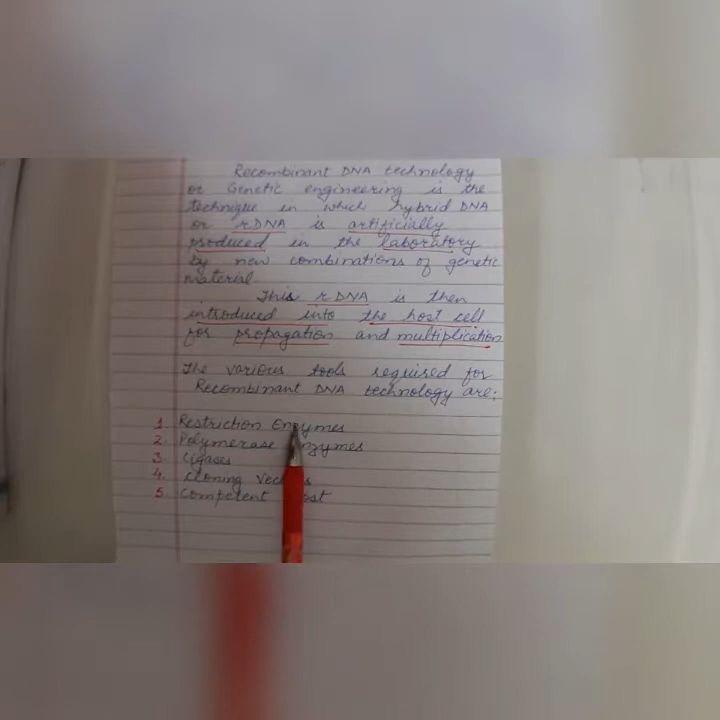 Recombinant DNA technology
or Genetic engineering is the
technique in which hybrid DNA
or rDNA is artificially
produced in the laboratory
by new combinations of genetic
material.
This rDNA is then
introduced into the host cell
for propagation and multiplication
The various tools required for
Recombinant DNA technology are:
1. Restriction Enzymes
2. Polymerase Enzymes
3. Ligases
4. Cloning Vectors
5. Competent Host